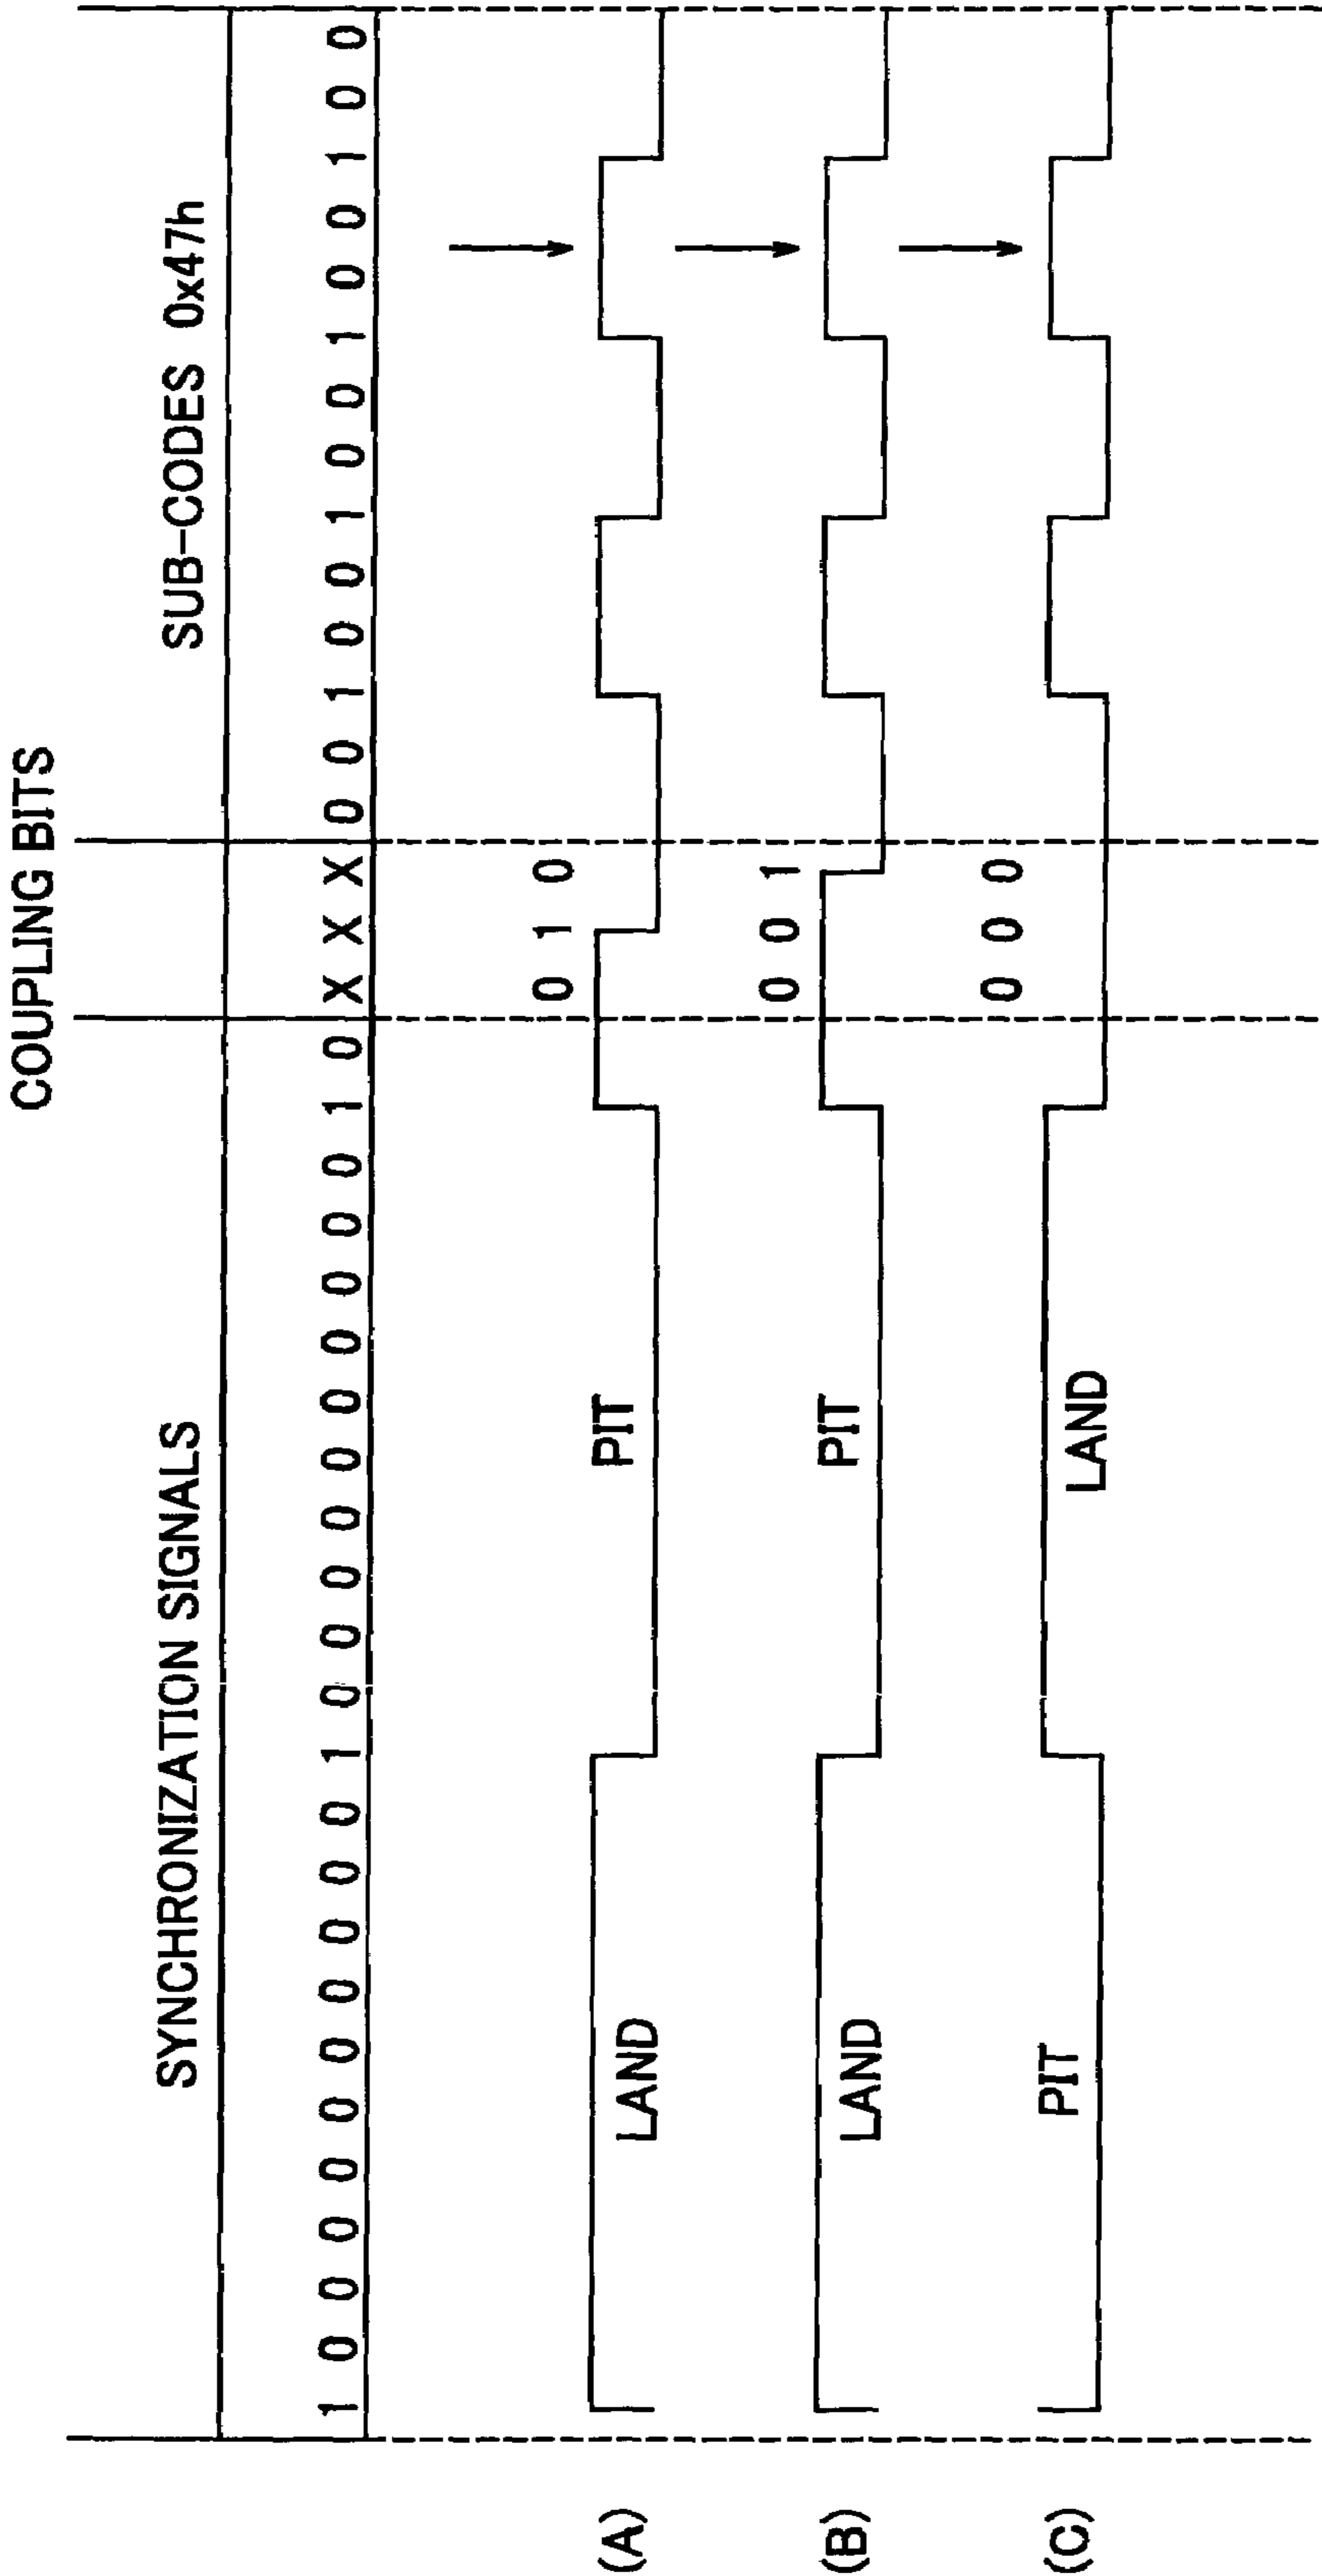 COUPLING BITS
SYNCHRONIZATION SIGNALS
SUB-CODES 0x47h
1 0 0 0 0 0 0 0 0 0 0 1 0 0 0 0 0 0 0 0 0 0 1 0 X X X 0 0 1 0 0 1 0 0 1 0 0 1 0 0
(A) LAND PIT 0 1 0
(B) LAND PIT 0 0 1
(C) PIT LAND 0 0 0